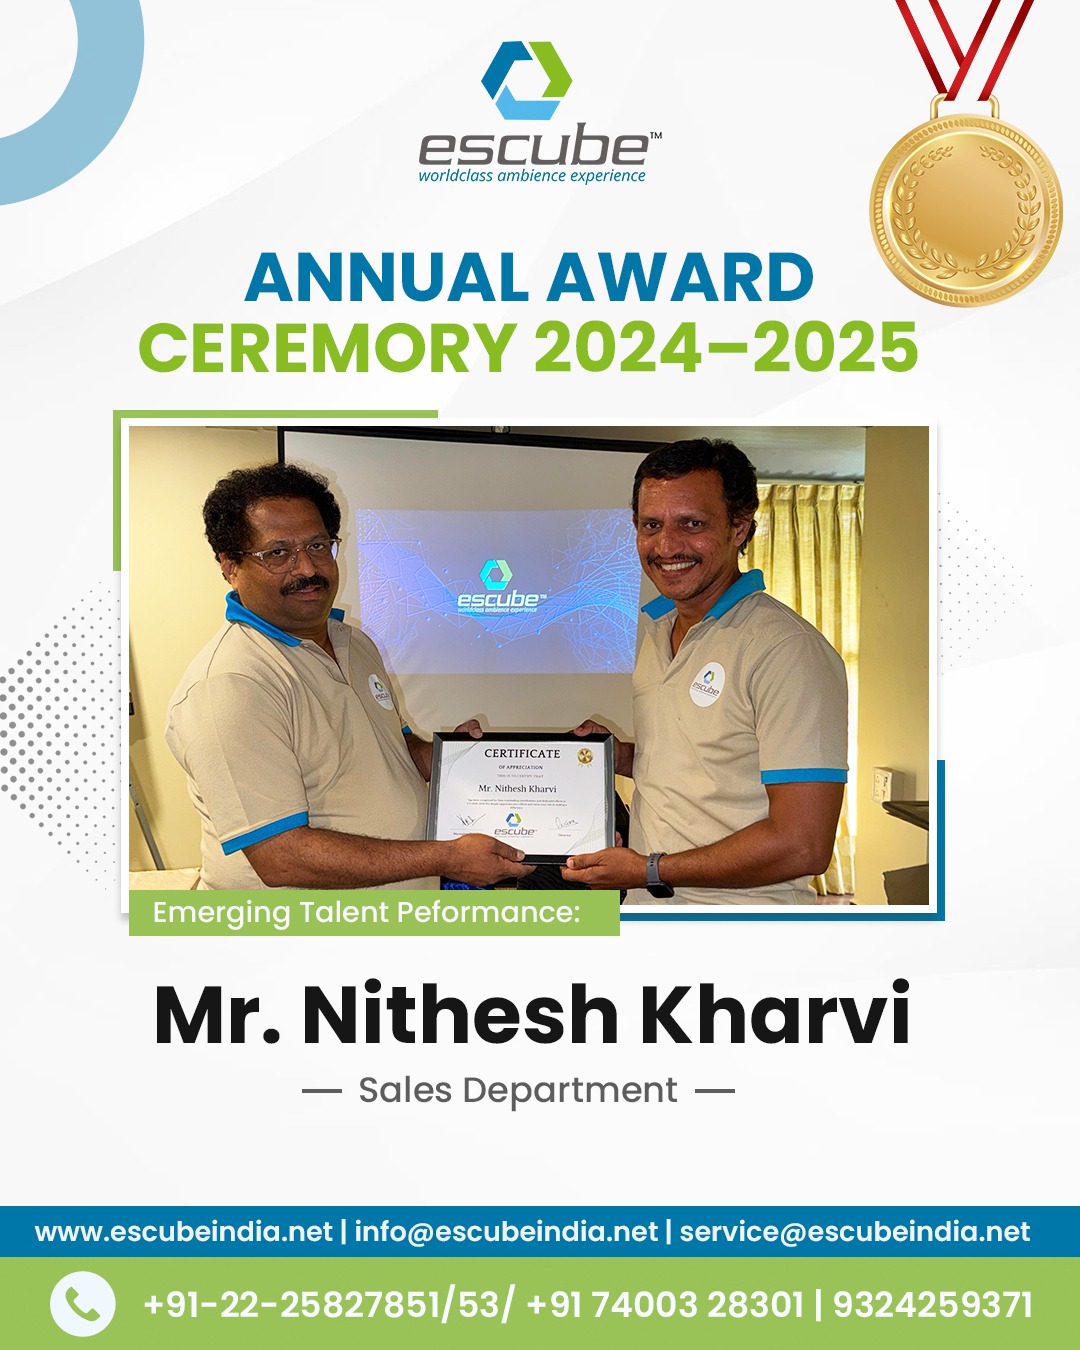 escube™
worldclass ambience experience
ANNUAL AWARD
CEREMORY 2024–2025
escube™
worldclass ambience experience
escube
escube
CERTIFICATE
OF APPRECIATION
THIS IS TO CERTIFY THAT
Mr. Nithesh Kharvi
escube
Emerging Talent Peformance:
Mr. Nithesh Kharvi
Sales Department
www.escubeindia.net | info@escubeindia.net | service@escubeindia.net
+91-22-25827851/53/ +91 74003 28301 | 9324259371